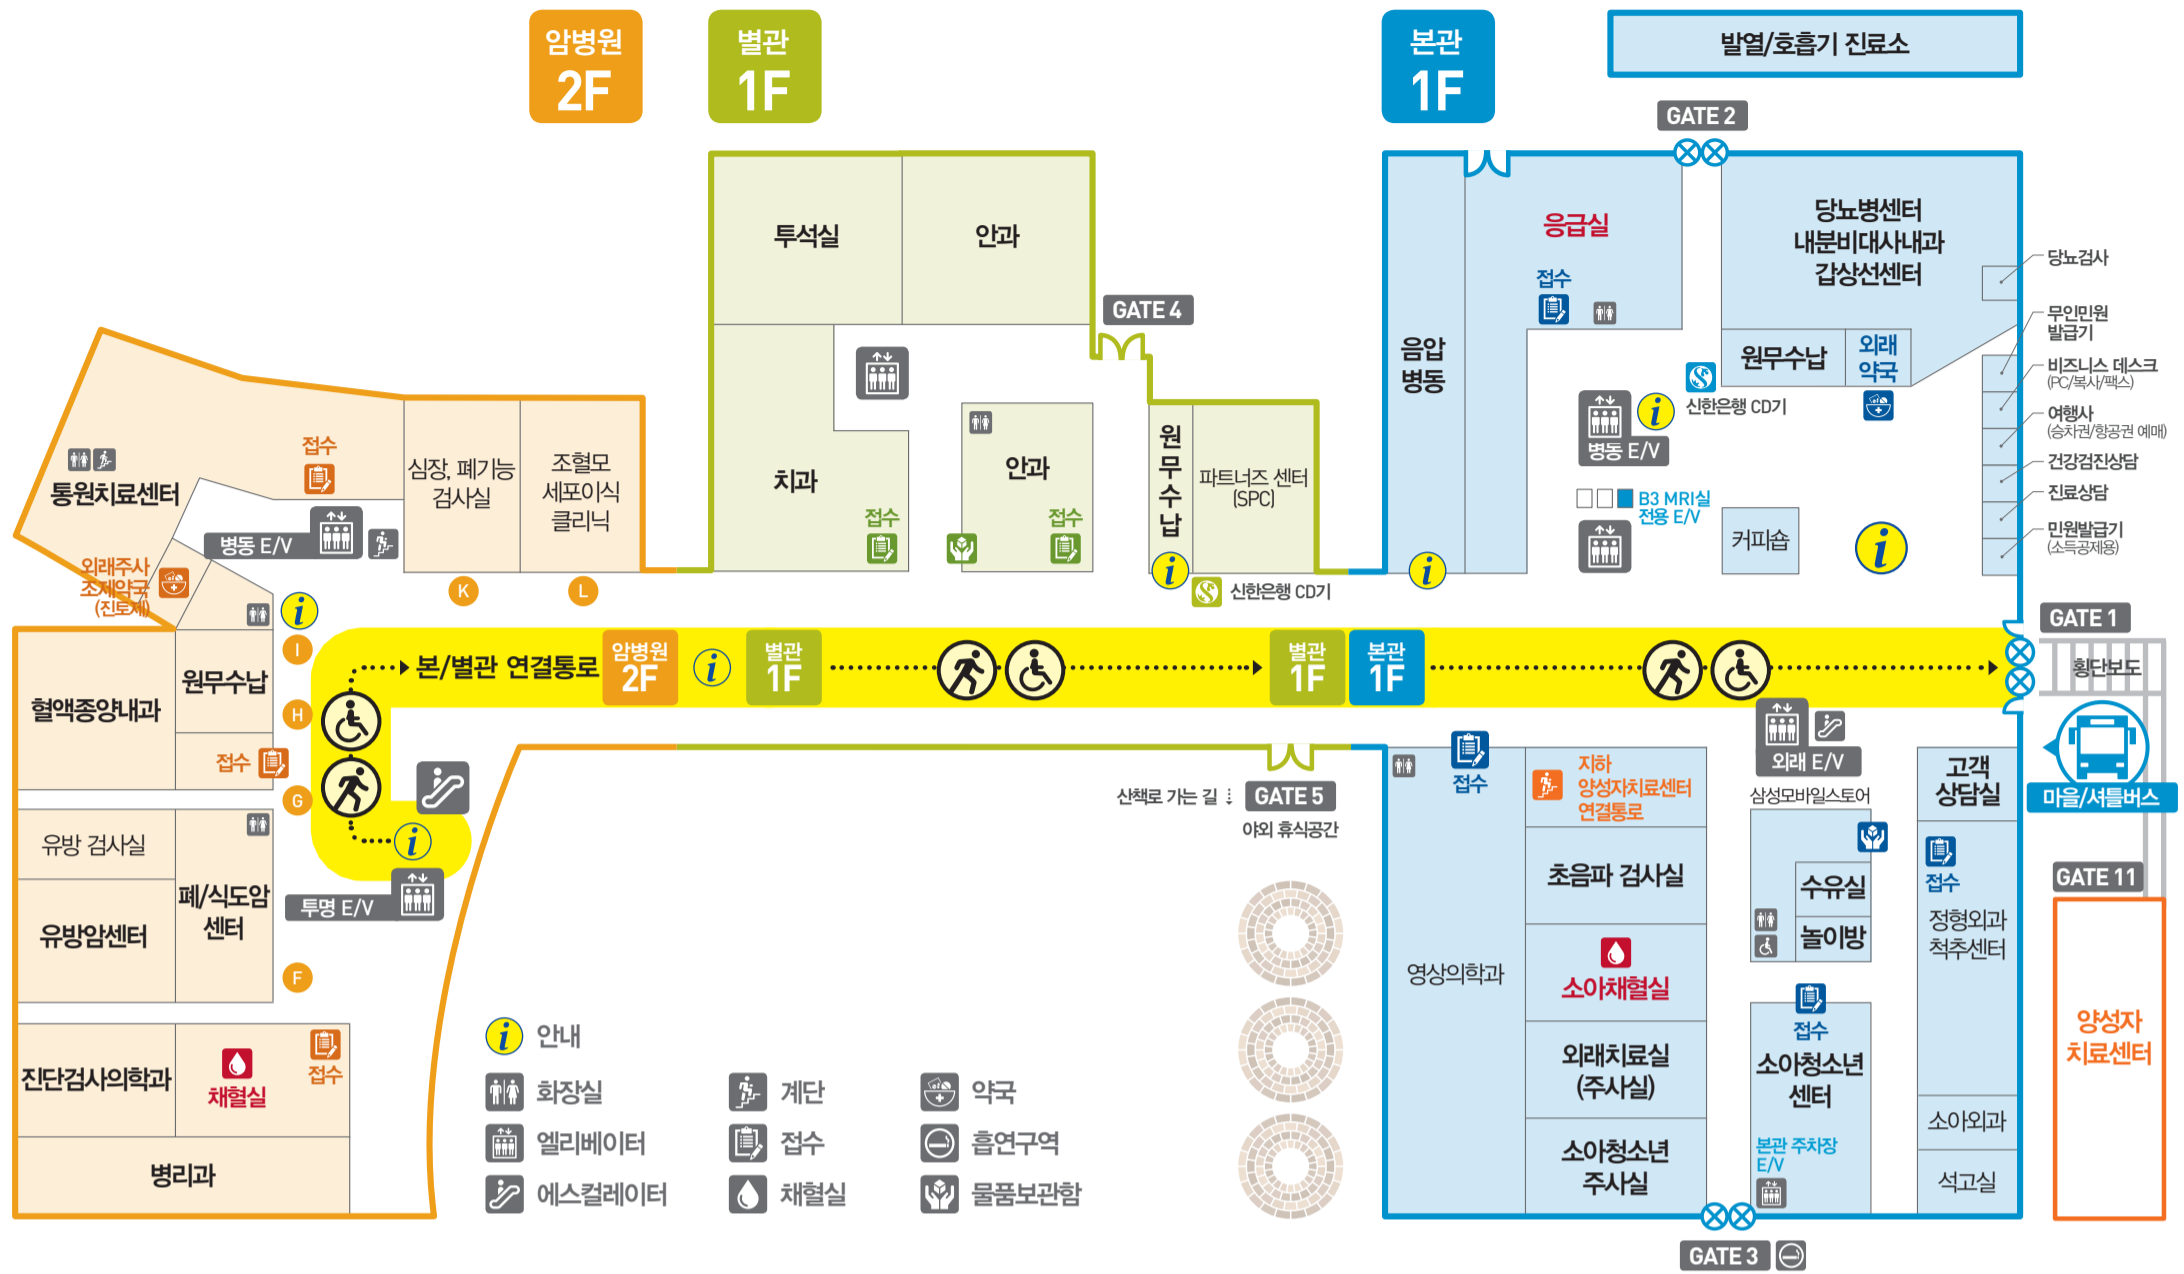 암병원
2F
별관
1F
본관
1F
발열/호흡기 진료소
GATE 2
투석실
안과
응급실
접수
당뇨병센터
내분비대사내과
갑상선센터
당뇨검사
무인민원
발급기
비즈니스 데스크
(PC/복사/팩스)
여행사
(승차권/항공권 예매)
건강검진상담
진료상담
민원발급기
(소득공제용)
GATE 4
음압
병동
원무수납
외래
약국
신한은행 CD기
병동 E/V
B3 MRI실
전용 E/V
커피숍
i
i
통원치료센터
접수
심장, 폐기능
검사실
조혈모
세포이식
클리닉
치과
접수
안과
접수
원
무
수
납
파트너즈 센터
(SPC)
i
신한은행 CD기
i
병동 E/V
외래주사
조제약국
(진토제)
K
L
i
I
H
G
F
혈액종양내과
원무수납
접수
본/별관 연결통로
암병원
2F
i
별관
1F
별관
1F
본관
1F
GATE 1
횡단보도
마을/셔틀버스
유방 검사실
유방암센터
폐/식도암
센터
i
투명 E/V
진단검사의학과
채혈실
접수
병리과
산책로 가는 길
GATE 5
야외 휴식공간
접수
영상의학과
지하
양성자치료센터
연결통로
초음파 검사실
소아채혈실
외래치료실
(주사실)
소아청소년
주사실
외래 E/V
삼성모바일스토어
수유실
놀이방
접수
소아청소년
센터
본관 주차장
E/V
고객
상담실
접수
정형외과
척추센터
소아외과
석고실
GATE 11
양성자
치료센터
GATE 3
i
안내
화장실
계단
약국
엘리베이터
접수
흡연구역
에스컬레이터
채혈실
물품보관함